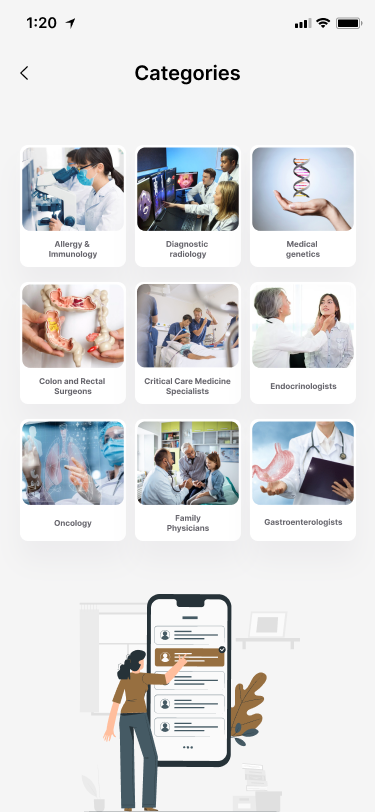 1:20
Categories
Allergy &
Immunology
Diagnostic
radiology
Medical
genetics
Colon and Rectal
Surgeons
Critical Care Medicine
Specialists
Endocrinologists
Oncology
Family
Physicians
Gastroenterologists